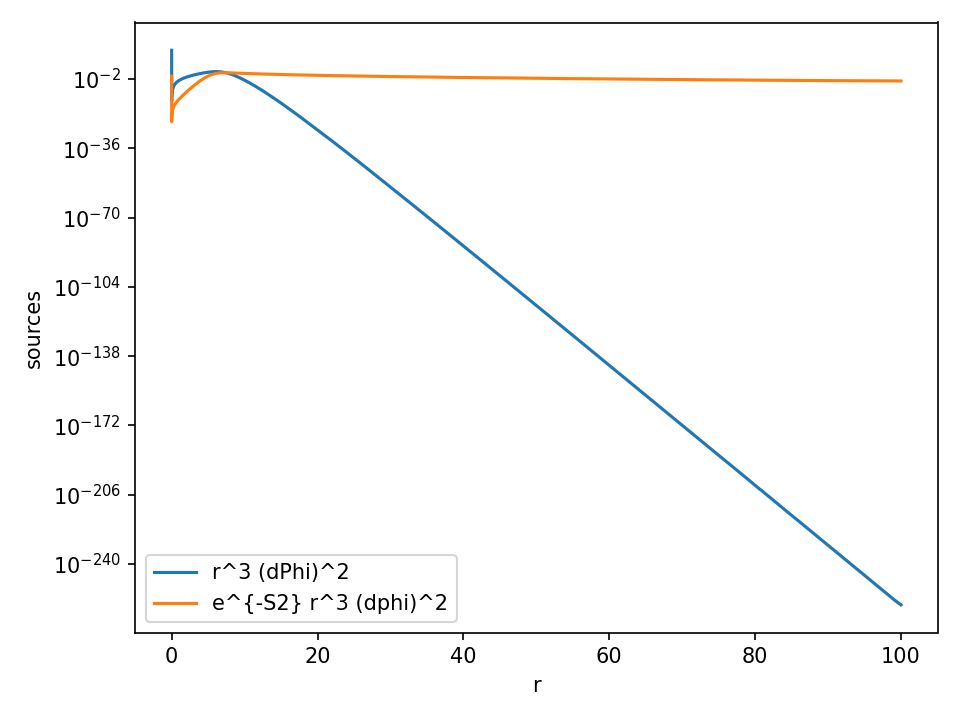 10^{-2}
10^{-36}
10^{-70}
10^{-104}
10^{-138}
10^{-172}
10^{-206}
10^{-240}
sources
r^3 (dPhi)^2
e^{-S2} r^3 (dphi)^2
0 20 40 60 80 100
r